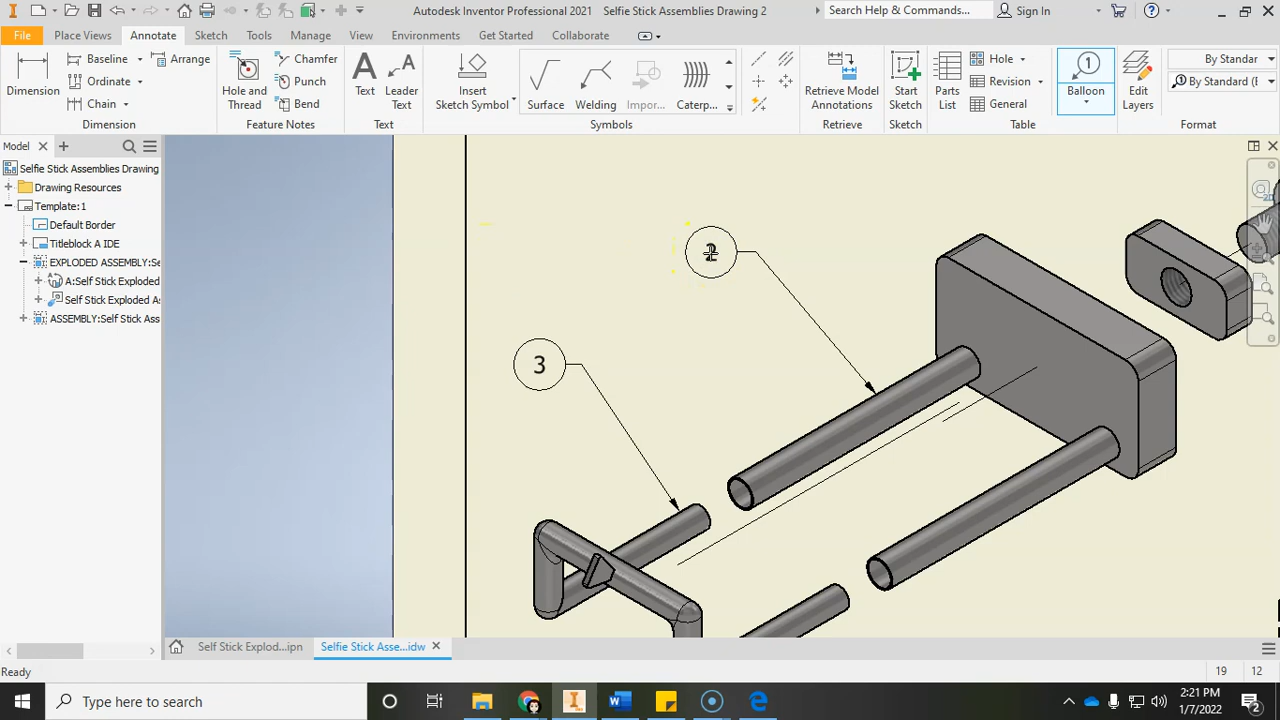 Autodesk Inventor Professional 2021 Selfie Stick Assemblies Drawing 2 Search Help & Commands... Sign In
File Place Views Annotate Sketch Tools Manage View Environments Get Started Collaborate
Dimension Baseline Ordinate Chain Arrange
Hole and Thread Chamfer Punch Bend
Text Leader Text
Insert Sketch Symbol Surface Welding Impor... Caterp...
Retrieve Model Annotations
Start Sketch
Parts List Hole Revision General
1 Balloon
Edit Layers
By Standar
By Standard (E
Dimension Feature Notes Text Symbols Retrieve Sketch Table Format
Model
Selfie Stick Assemblies Drawing
Drawing Resources
Template:1
Default Border
Titleblock A IDE
EXPLODED ASSEMBLY:Se
A:Self Stick Exploded
Self Stick Exploded As
ASSEMBLY:Self Stick Ass
2
3
Self Stick Explod...ipn Selfie Stick Asse...idw
Ready 19 12
Type here to search
2:21 PM
1/7/2022
2